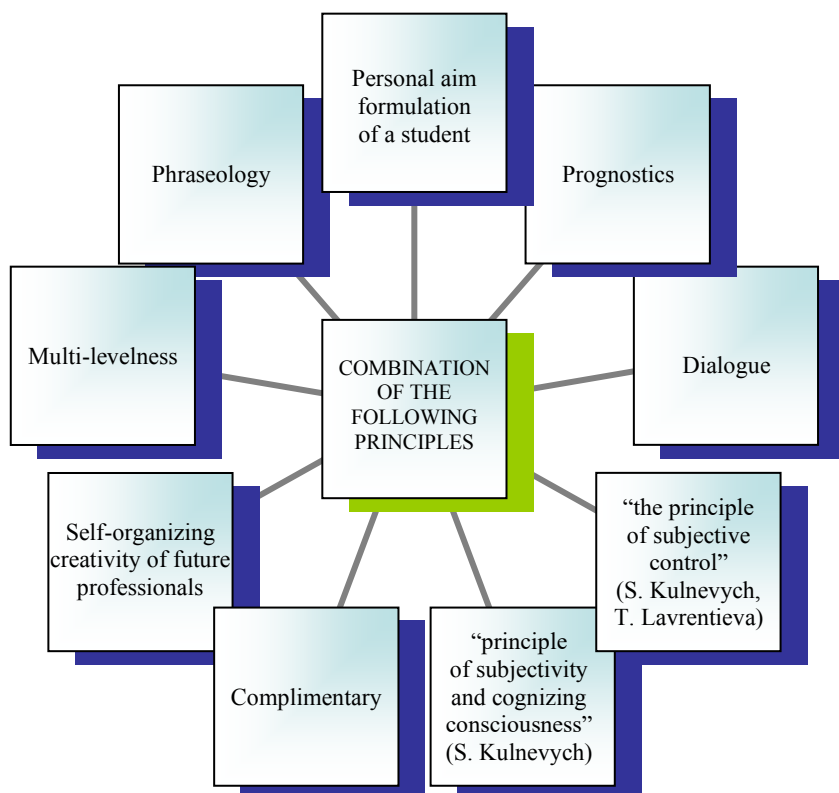 Personal aim
formulation
of a student
Phraseology
Prognostics
Multi-levelness
COMBINATION
OF THE
FOLLOWING
PRINCIPLES
Dialogue
Self-organizing
creativity of future
professionals
“the principle
of subjective
control”
(S. Kulnevych,
T. Lavrentieva)
Complimentary
“principle
of subjectivity
and cognizing
consciousness”
(S. Kulnevych)